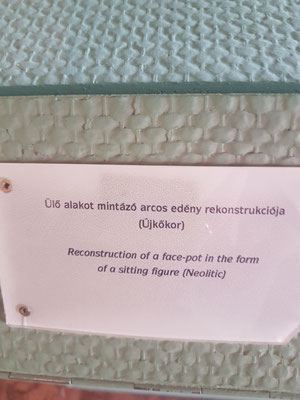 Ülő alakot mintázó arcos edény rekonstrukciója
(Újkőkor)
Reconstruction of a face-pot in the form
of a sitting figure (Neolitic)